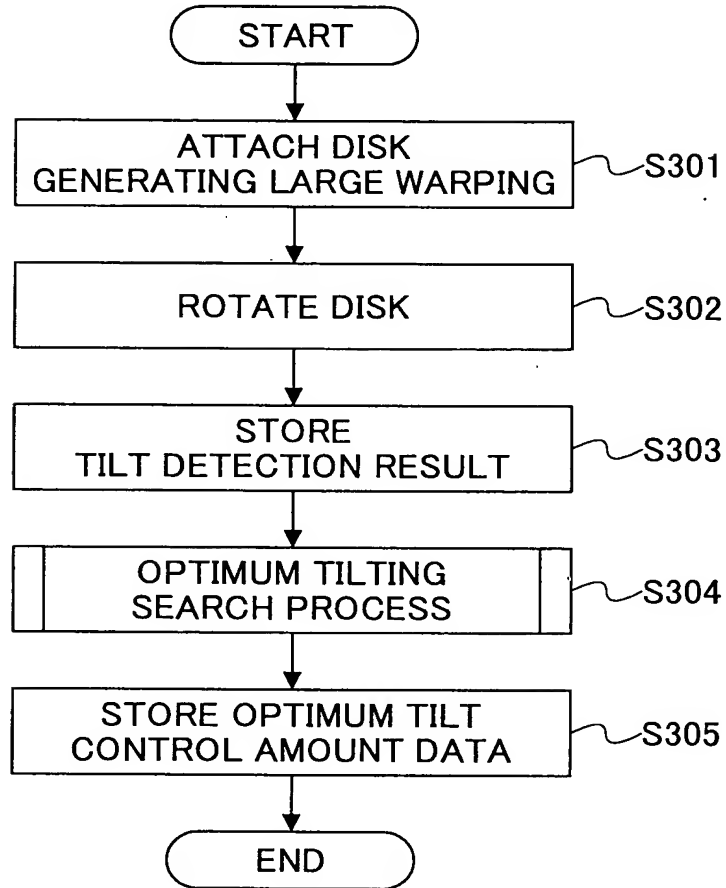 START
ATTACH DISK
GENERATING LARGE WARPING
S301
ROTATE DISK
S302
STORE
TILT DETECTION RESULT
S303
OPTIMUM TILTING
SEARCH PROCESS
S304
STORE OPTIMUM TILT
CONTROL AMOUNT DATA
S305
END